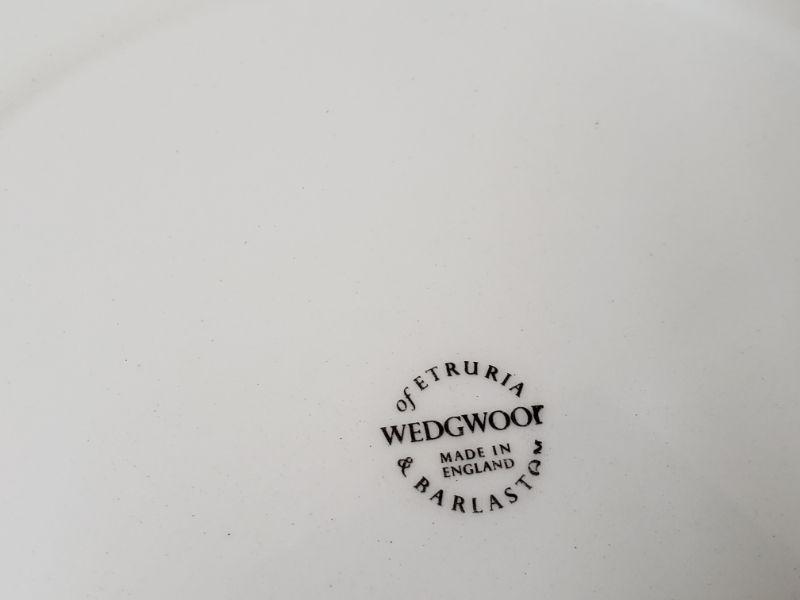 of ETRURIA
WEDGWOOD
MADE IN
ENGLAND
& BARLASTON